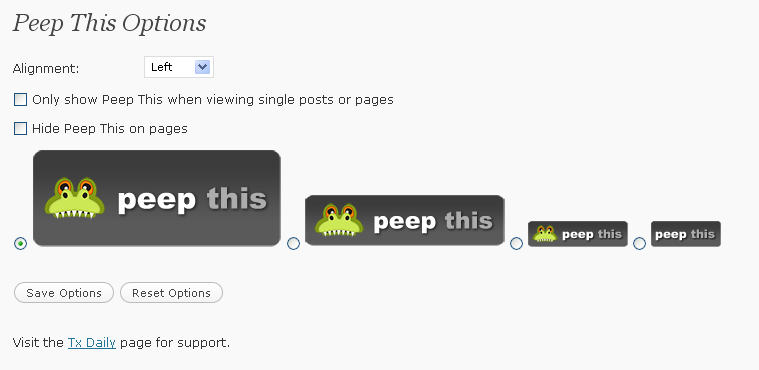 Peep This Options
Alignment: Left
Only show Peep This when viewing single posts or pages
Hide Peep This on pages
peep this peep this peep this peep this
Save Options Reset Options
Visit the Tx Daily page for support.